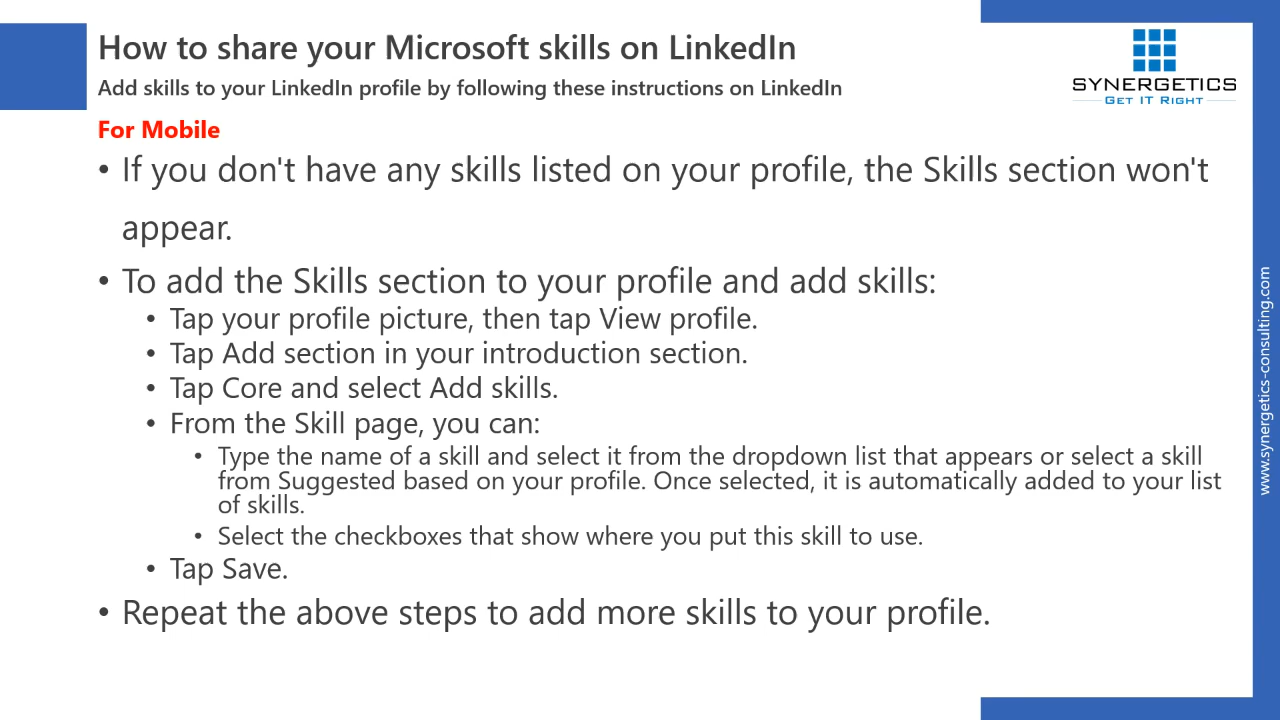 How to share your Microsoft skills on LinkedIn
Add skills to your LinkedIn profile by following these instructions on LinkedIn
SYNERGETICS
GET IT RIGHT
For Mobile
• If you don't have any skills listed on your profile, the Skills section won't
appear.
• To add the Skills section to your profile and add skills:
• Tap your profile picture, then tap View profile.
• Tap Add section in your introduction section.
• Tap Core and select Add skills.
• From the Skill page, you can:
• Type the name of a skill and select it from the dropdown list that appears or select a skill
from Suggested based on your profile. Once selected, it is automatically added to your list
of skills.
• Select the checkboxes that show where you put this skill to use.
• Tap Save.
• Repeat the above steps to add more skills to your profile.
www.synergetics-consulting.com